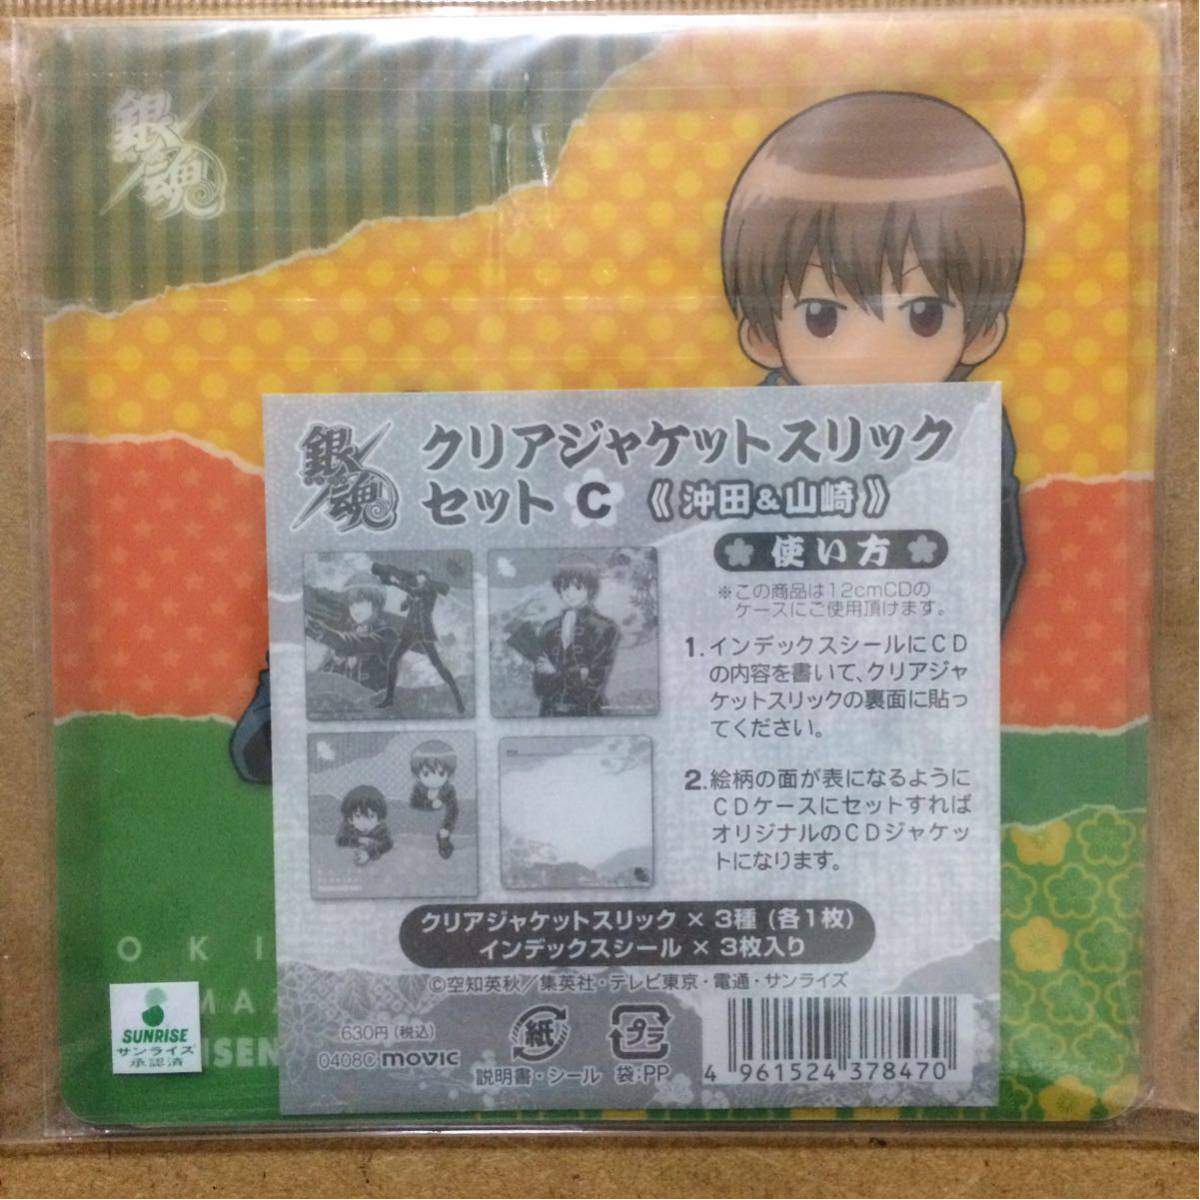 銀魂
銀魂
クリアジャケットスリック
セット C 《沖田&山崎》
使い方
※この商品は12cmCDの
ケースにご使用頂けます。
1.インデックスシールにCD
の内容を書いて、クリアジャ
ケットスリックの裏面に貼っ
てください。
2.絵柄の面が表になるように
CDケースにセットすれば
オリジナルのCDジャケッ
トになります。
クリアジャケットスリック × 3種 (各1枚)
インデックスシール × 3枚入り
©空知英秋/集英社・テレビ東京・電通・サンライズ
630円(税込)
0408C movic
紙
説明書・シール
プラ
袋:PP
4 961524 378470
OKI
MA
ISEN
SUNRISE
サンライズ
承認済